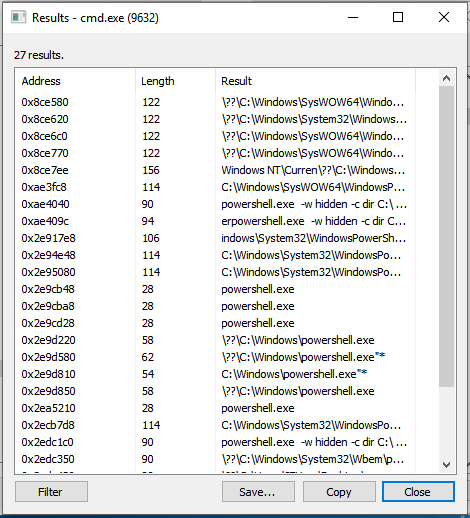 Results - cmd.exe (9632)
27 results.
Address Length Result
0x8ce580 122 \??\C:\Windows\SysWOW64\Windo...
0x8ce620 122 \??\C:\Windows\System32\Windows...
0x8ce6c0 122 \??\C:\Windows\SysWOW64\Windo...
0x8ce770 122 \??\C:\Windows\SysWOW64\Windo...
0x8ce7ee 156 Windows NT\Curren\??\C:\Windows...
0xae3fc8 114 C:\Windows\SysWOW64\WindowsP...
0xae4040 90 powershell.exe -w hidden -c dir C:\ ...
0xae409c 94 erpowershell.exe -w hidden -c dir C...
0x2e917e8 106 indows\System32\WindowsPowerSh...
0x2e94e48 114 C:\Windows\System32\WindowsPo...
0x2e95080 114 C:\Windows\System32\WindowsPo...
0x2e9cb48 28 powershell.exe
0x2e9cba8 28 powershell.exe
0x2e9cd28 28 powershell.exe
0x2e9d220 58 \??\C:\Windows\powershell.exe
0x2e9d580 62 \??\C:\Windows\powershell.exe"*
0x2e9d810 54 C:\Windows\powershell.exe"*
0x2e9d850 58 \??\C:\Windows\powershell.exe
0x2ea5210 28 powershell.exe
0x2ecb7d8 114 C:\Windows\System32\WindowsPo...
0x2edc1c0 90 powershell.exe -w hidden -c dir C:\ ...
0x2edc350 90 \??\C:\Windows\System32\Wbem\p...
Filter Save... Copy Close